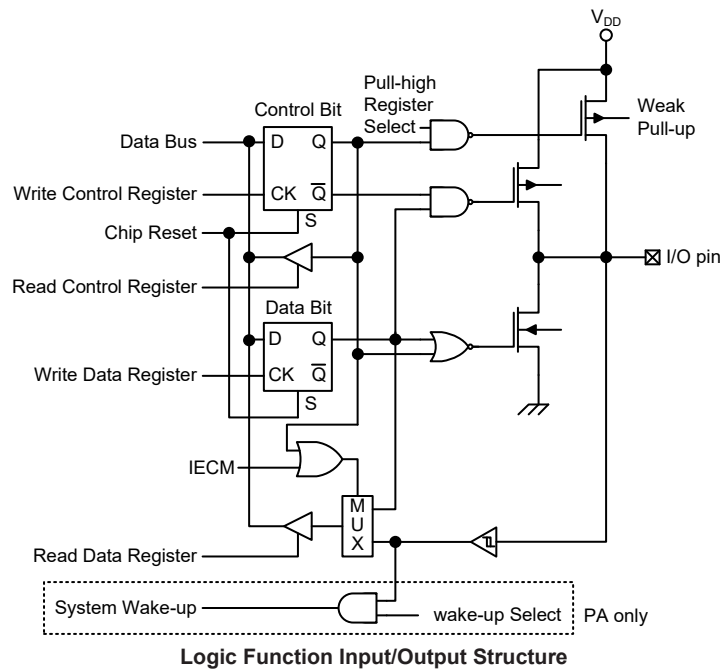 V_DD
Pull-high
Register
Select
Control Bit
Weak
Pull-up
Data Bus
D Q
Write Control Register
CK Q̅
S
Chip Reset
I/O pin
Read Control Register
Data Bit
D Q
Write Data Register
CK Q̅
S
IECM
M
U
X
Read Data Register
System Wake-up
wake-up Select
PA only
Logic Function Input/Output Structure